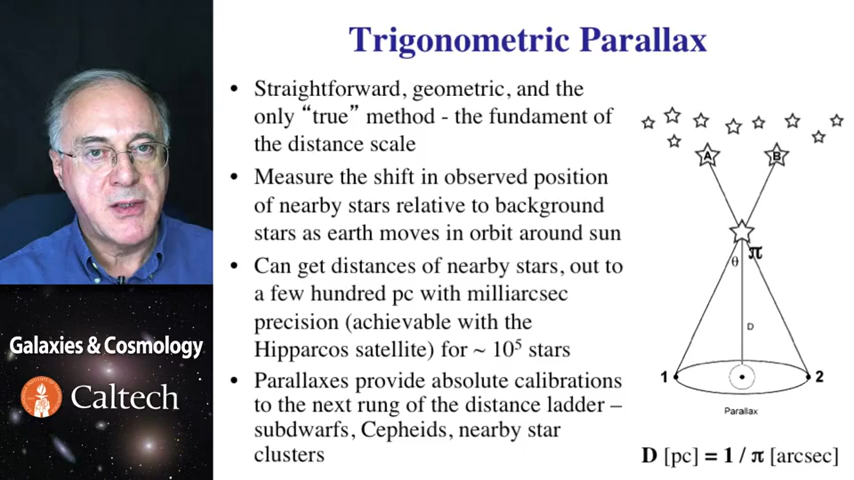 Trigonometric Parallax
• Straightforward, geometric, and the
only “true” method - the fundament of
the distance scale
• Measure the shift in observed position
of nearby stars relative to background
stars as earth moves in orbit around sun
• Can get distances of nearby stars, out to
a few hundred pc with milliarcsec
precision (achievable with the
Hipparcos satellite) for ~ 10⁵ stars
• Parallaxes provide absolute calibrations
to the next rung of the distance ladder –
subdwarfs, Cepheids, nearby star
clusters
A B
θ π
D
1 2
Parallax
D [pc] = 1 / π [arcsec]
Galaxies & Cosmology
Caltech